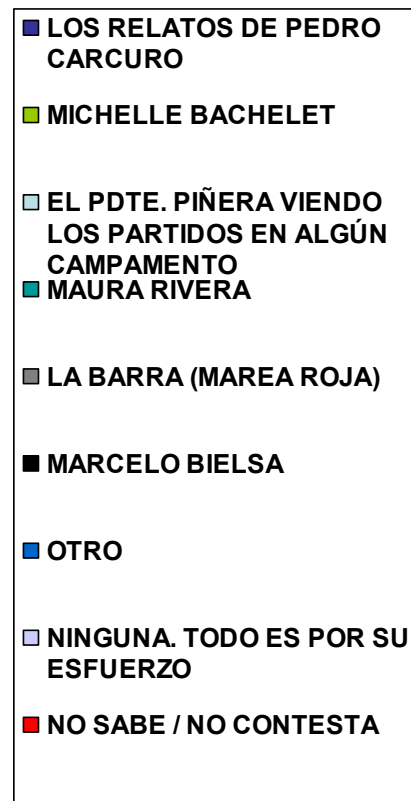 LOS RELATOS DE PEDRO
CARCURO
MICHELLE BACHELET
EL PDTE. PIÑERA VIENDO
LOS PARTIDOS EN ALGÚN
CAMPAMENTO
MAURA RIVERA
LA BARRA (MAREA ROJA)
MARCELO BIELSA
OTRO
NINGUNA. TODO ES POR SU
ESFUERZO
NO SABE / NO CONTESTA